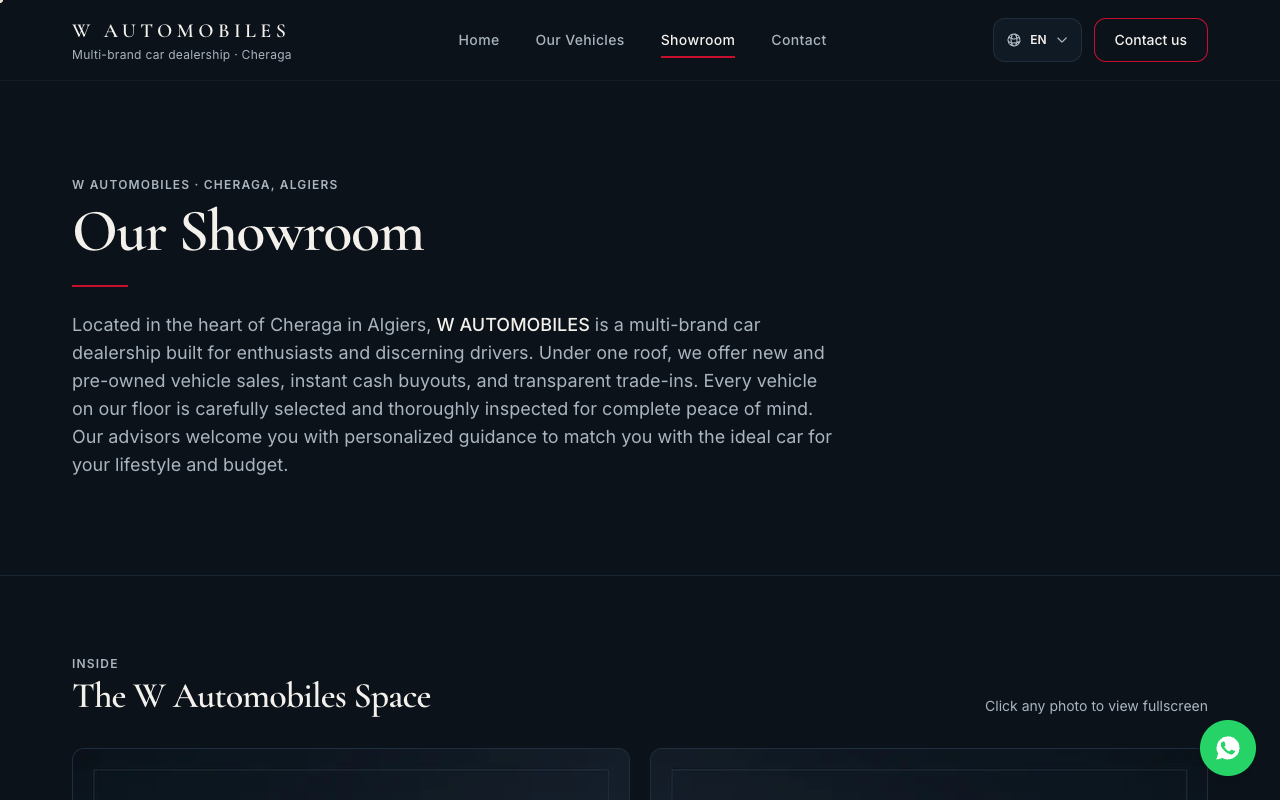 W AUTOMOBILES
Multi-brand car dealership · Cheraga
Home
Our Vehicles
Showroom
Contact
EN
Contact us
W AUTOMOBILES · CHERAGA, ALGIERS
Our Showroom
Located in the heart of Cheraga in Algiers, W AUTOMOBILES is a multi-brand car
dealership built for enthusiasts and discerning drivers. Under one roof, we offer new and
pre-owned vehicle sales, instant cash buyouts, and transparent trade-ins. Every vehicle
on our floor is carefully selected and thoroughly inspected for complete peace of mind.
Our advisors welcome you with personalized guidance to match you with the ideal car for
your lifestyle and budget.
INSIDE
The W Automobiles Space
Click any photo to view fullscreen